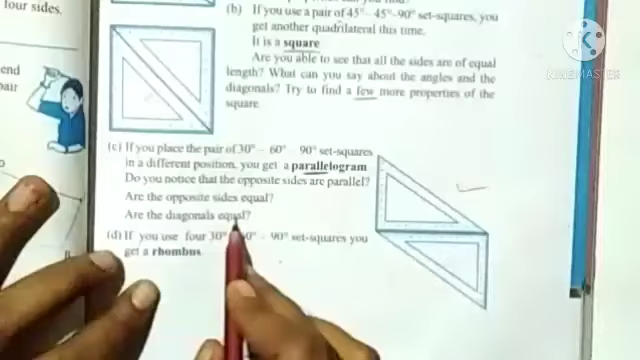 four sides.
(b) If you use a pair of 45° – 45° – 90° set-squares, you
get another quadrilateral this time.
It is a square
Are you able to see that all the sides are of equal
length? What can you say about the angles and the
diagonals? Try to find a few more properties of the
square.
end
pair
(c) If you place the pair of 30° – 60° 90° set-squares
in a different position, you get a parallelogram
Do you notice that the opposite sides are parallel?
Are the opposite sides equal?
Are the diagonals equal?
(d) If you use four 30° 60° – 90° set-squares you
get a rhombus
KINEMASTER